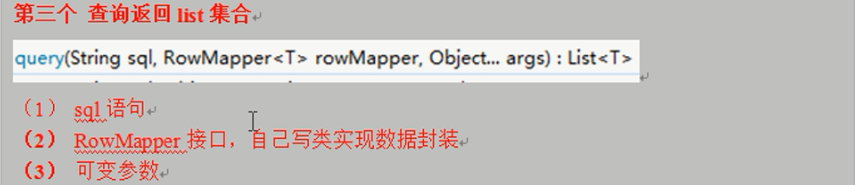 第三个 查询返回 list 集合
query(String sql, RowMapper<T> rowMapper, Object... args) : List<T>
（1） sql 语句
（2） RowMapper 接口，自己写类实现数据封装
（3） 可变参数